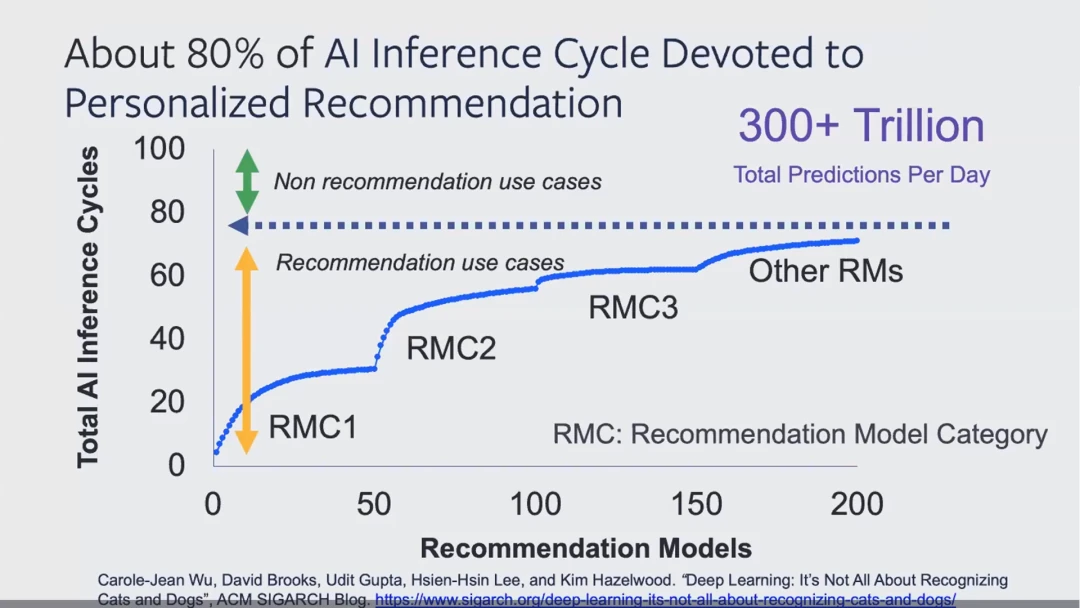 About 80% of AI Inference Cycle Devoted to
Personalized Recommendation
300+ Trillion
Total Predictions Per Day
Total AI Inference Cycles
100
80
60
40
20
0
Non recommendation use cases
Recommendation use cases
RMC1
RMC2
RMC3
Other RMs
RMC: Recommendation Model Category
0 50 100 150 200
Recommendation Models
Carole-Jean Wu, David Brooks, Udit Gupta, Hsien-Hsin Lee, and Kim Hazelwood. “Deep Learning: It’s Not All About Recognizing
Cats and Dogs”, ACM SIGARCH Blog. https://www.sigarch.org/deep-learning-its-not-all-about-recognizing-cats-and-dogs/